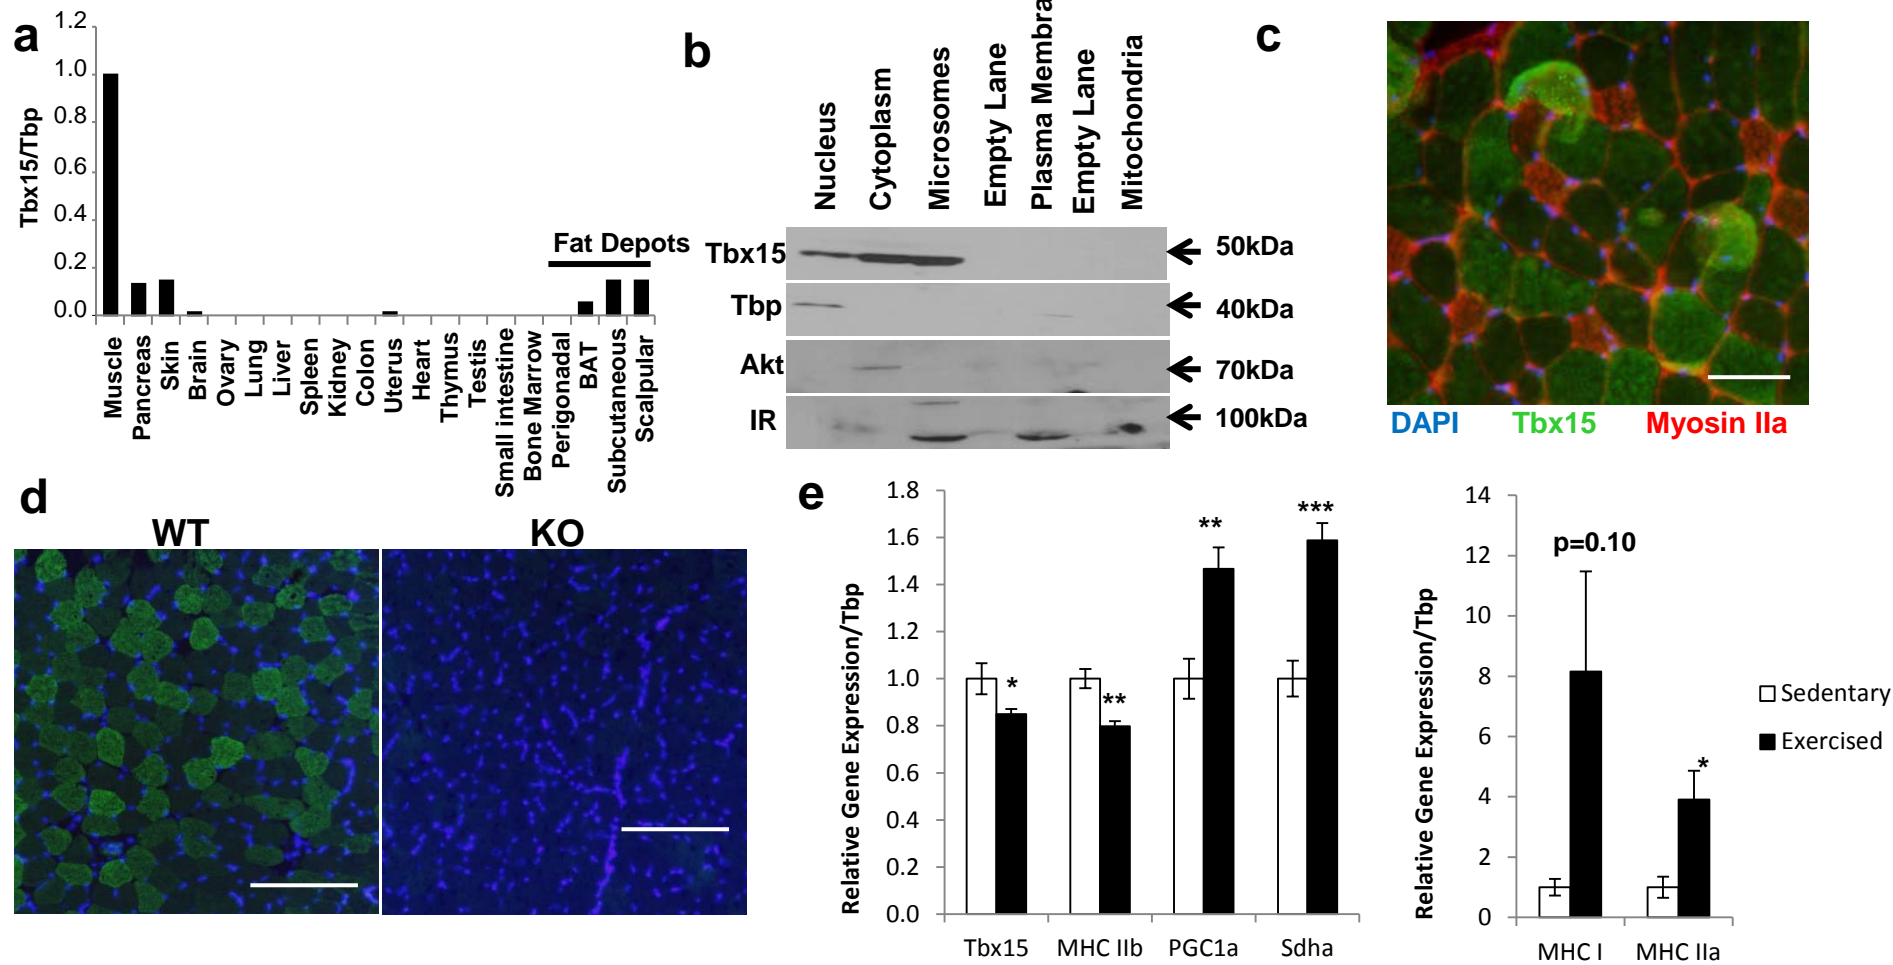 a
Tbx15/Tbp
1.2
1.0
0.8
0.6
0.4
0.2
0.0
Fat Depots
Muscle
Pancreas
Skin
Brain
Ovary
Lung
Liver
Spleen
Kidney
Colon
Uterus
Heart
Thymus
Testis
Small intestine
Bone Marrow
Perigonadal
BAT
Subcutaneous
Scalpular
b
Nucleus
Cytoplasm
Microsomes
Empty Lane
Plasma Membra
Empty Lane
Mitochondria
Tbx15
50kDa
Tbp
40kDa
Akt
70kDa
IR
100kDa
c
DAPI Tbx15 Myosin IIa
d
WT KO
e
Relative Gene Expression/Tbp
1.8
1.6
1.4
1.2
1.0
0.8
0.6
0.4
0.2
0.0
*
**
**
***
Tbx15 MHC IIb PGC1a Sdha
Relative Gene Expression/Tbp
14
12
10
8
6
4
2
0
p=0.10
*
MHC I MHC IIa
Sedentary
Exercised